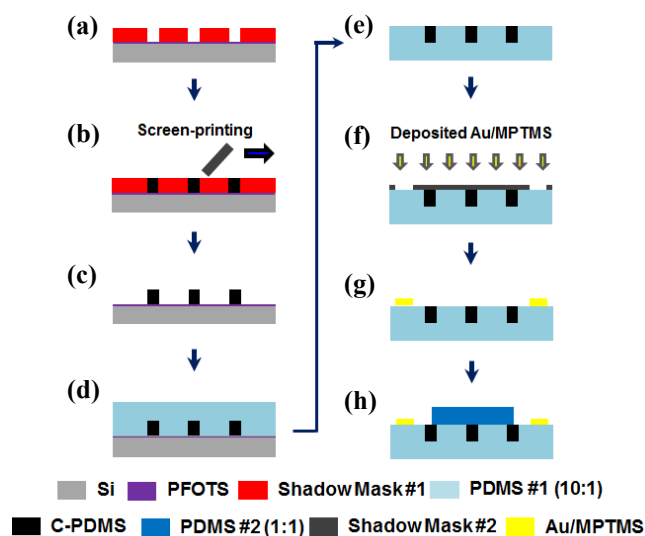 (a)
(b)
Screen-printing
(c)
(d)
(e)
(f)
Deposited Au/MPTMS
(g)
(h)
Si PFOTS Shadow Mask #1 PDMS #1 (10:1)
C-PDMS PDMS #2 (1:1) Shadow Mask #2 Au/MPTMS